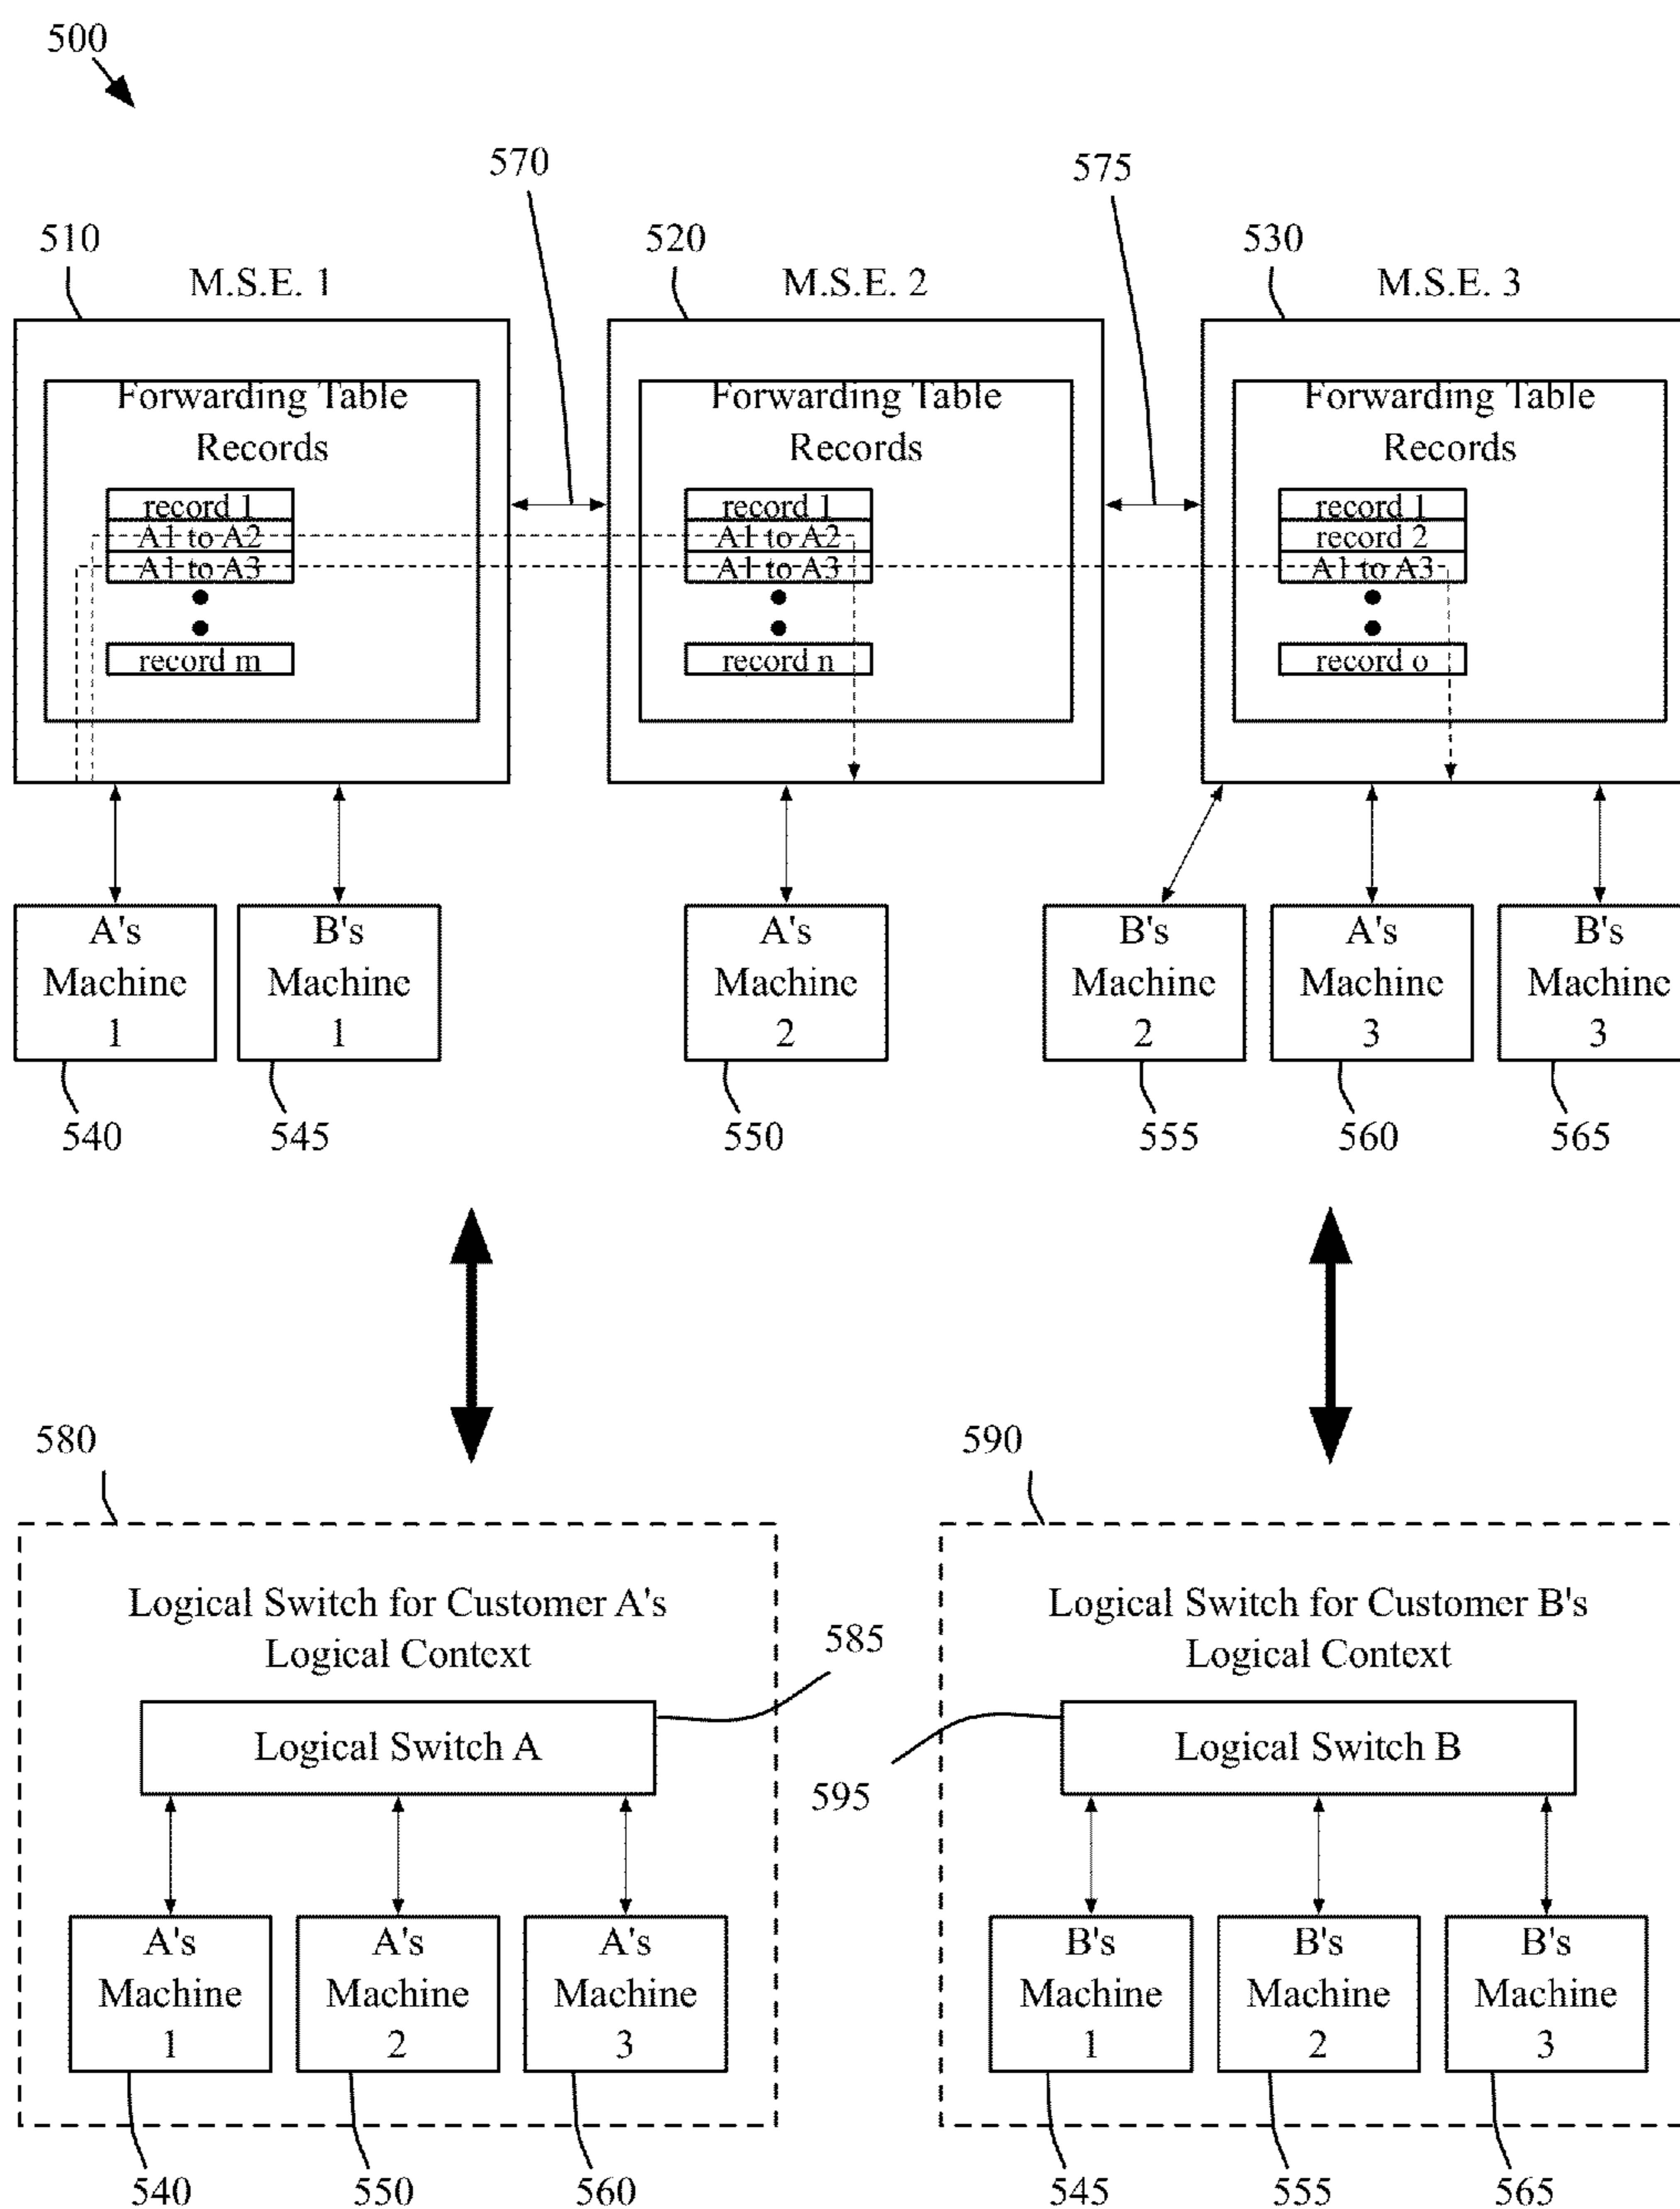 500
570
575
510
520
530
M.S.E. 1
M.S.E. 2
M.S.E. 3
Forwarding Table
Records
record 1
A1 to A2
A1 to A3
record m
Forwarding Table
Records
record 1
A1 to A2
A1 to A3
record n
Forwarding Table
Records
record 1
record 2
A1 to A3
record o
A's
Machine
1
B's
Machine
1
A's
Machine
2
B's
Machine
2
A's
Machine
3
B's
Machine
3
540
545
550
555
560
565
580
590
Logical Switch for Customer A's
Logical Context
585
Logical Switch A
A's
Machine
1
A's
Machine
2
A's
Machine
3
540
550
560
Logical Switch for Customer B's
Logical Context
595
Logical Switch B
B's
Machine
1
B's
Machine
2
B's
Machine
3
545
555
565